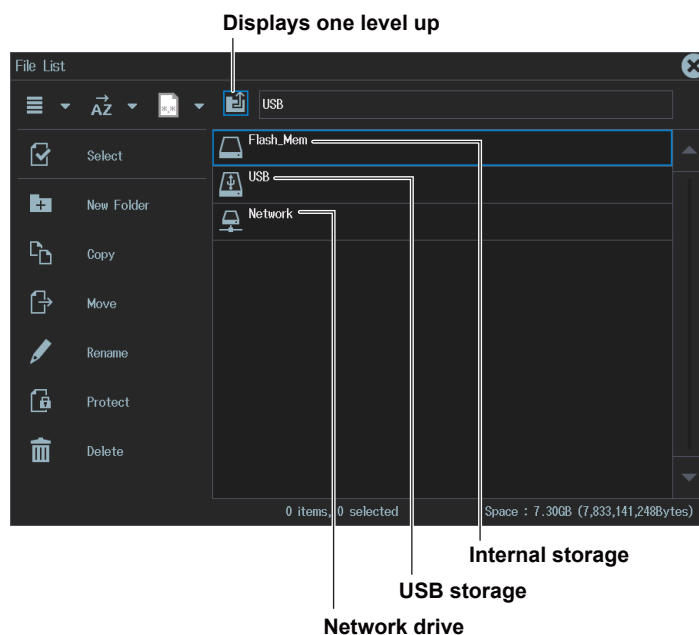 Displays one level up
File List
AZ
*.*
USB
Select
New Folder
Copy
Move
Rename
Protect
Delete
Flash_Mem
USB
Network
0 items, 0 selected
Space : 7.30GB (7,833,141,248Bytes)
Internal storage
USB storage
Network drive